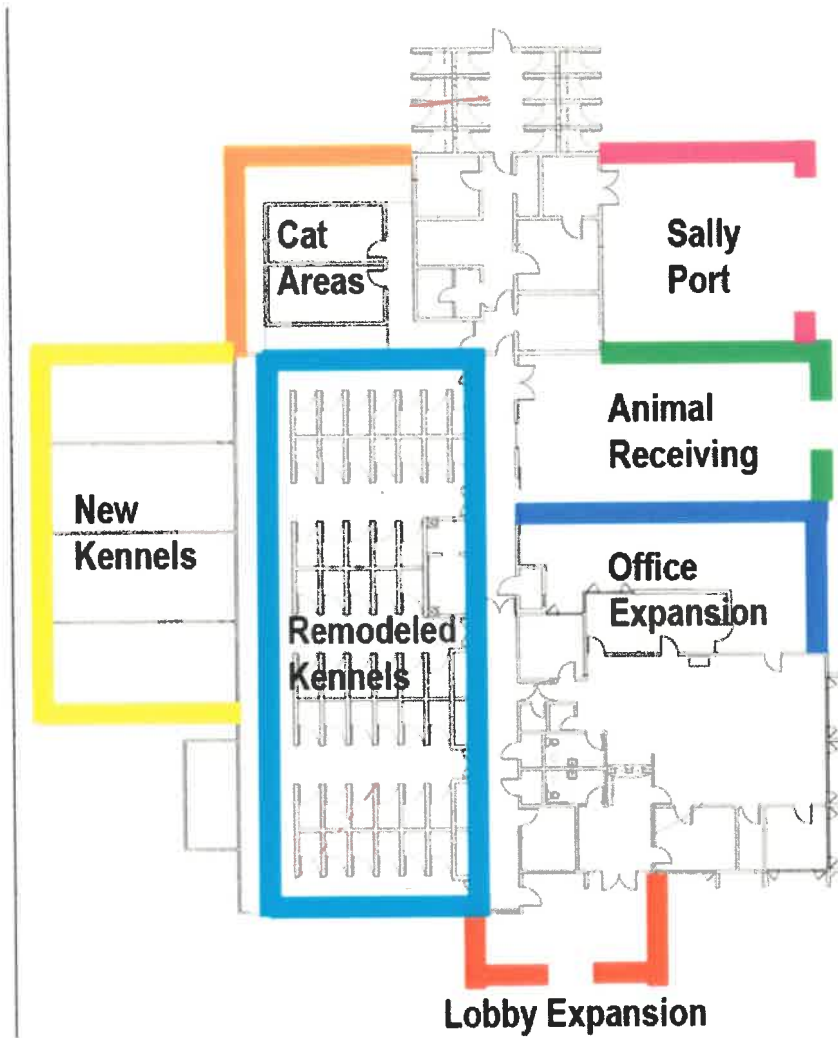 Cat
Areas
Sally
Port
Animal
Receiving
New
Kennels
Office
Expansion
Remodeled
Kennels
Lobby Expansion